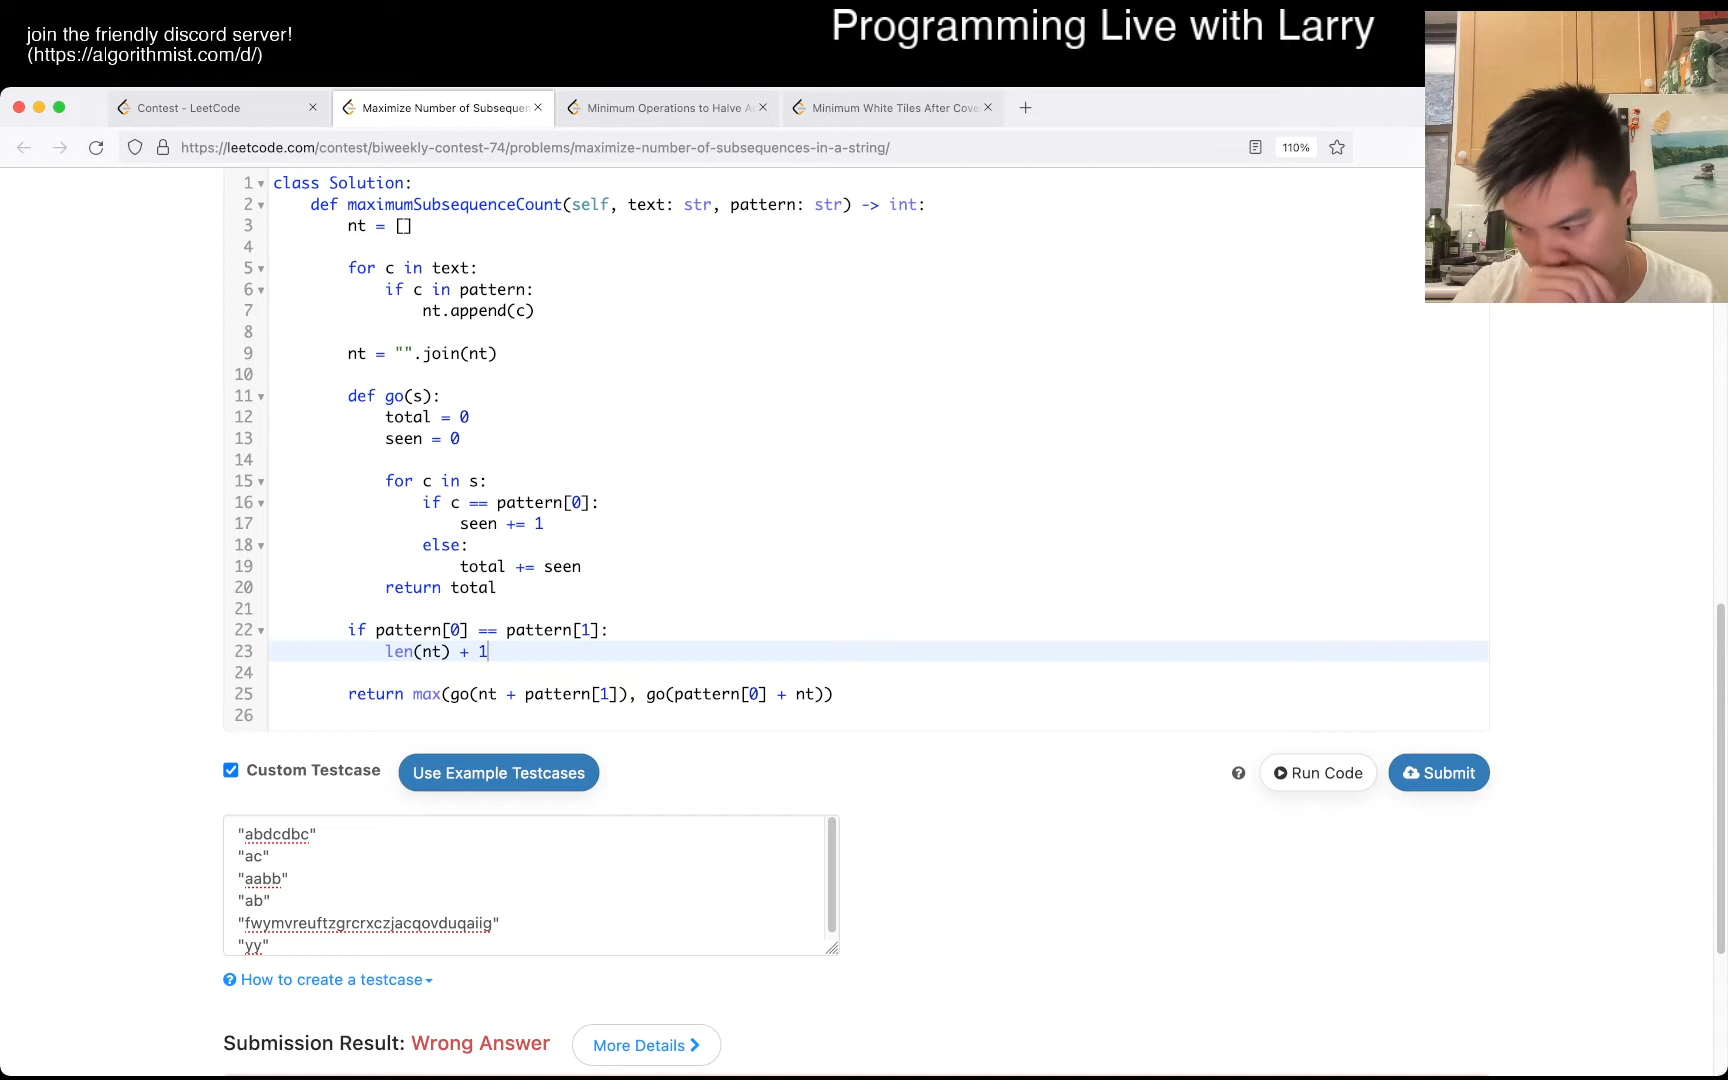 join the friendly discord server!
(https://algorithmist.com/d/)
Programming Live with Larry
Contest - LeetCode
Maximize Number of Subsequen
Minimum Operations to Halve A
Minimum White Tiles After Cove
https://leetcode.com/contest/biweekly-contest-74/problems/maximize-number-of-subsequences-in-a-string/
110%
1 class Solution:
2 def maximumSubsequenceCount(self, text: str, pattern: str) -> int:
3 nt = []
4
5 for c in text:
6 if c in pattern:
7 nt.append(c)
8
9 nt = "".join(nt)
10
11 def go(s):
12 total = 0
13 seen = 0
14
15 for c in s:
16 if c == pattern[0]:
17 seen += 1
18 else:
19 total += seen
20 return total
21
22 if pattern[0] == pattern[1]:
23 len(nt) + 1
24
25 return max(go(nt + pattern[1]), go(pattern[0] + nt))
26
Custom Testcase
Use Example Testcases
? Run Code
Submit
"abdcdbc"
"ac"
"aabb"
"ab"
"fwymvreuftzgrcrxczjacqovduqaiig"
"yy"
? How to create a testcase
Submission Result: Wrong Answer
More Details